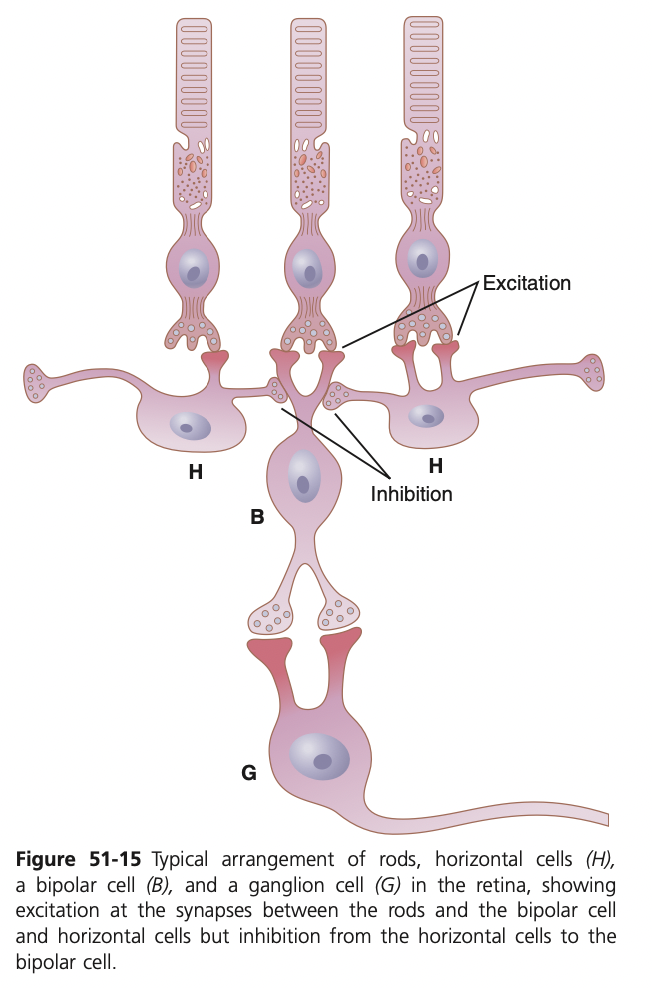 Excitation
H
H
Inhibition
B
G
Figure 51-15 Typical arrangement of rods, horizontal cells (H),
a bipolar cell (B), and a ganglion cell (G) in the retina, showing
excitation at the synapses between the rods and the bipolar cell
and horizontal cells but inhibition from the horizontal cells to the
bipolar cell.